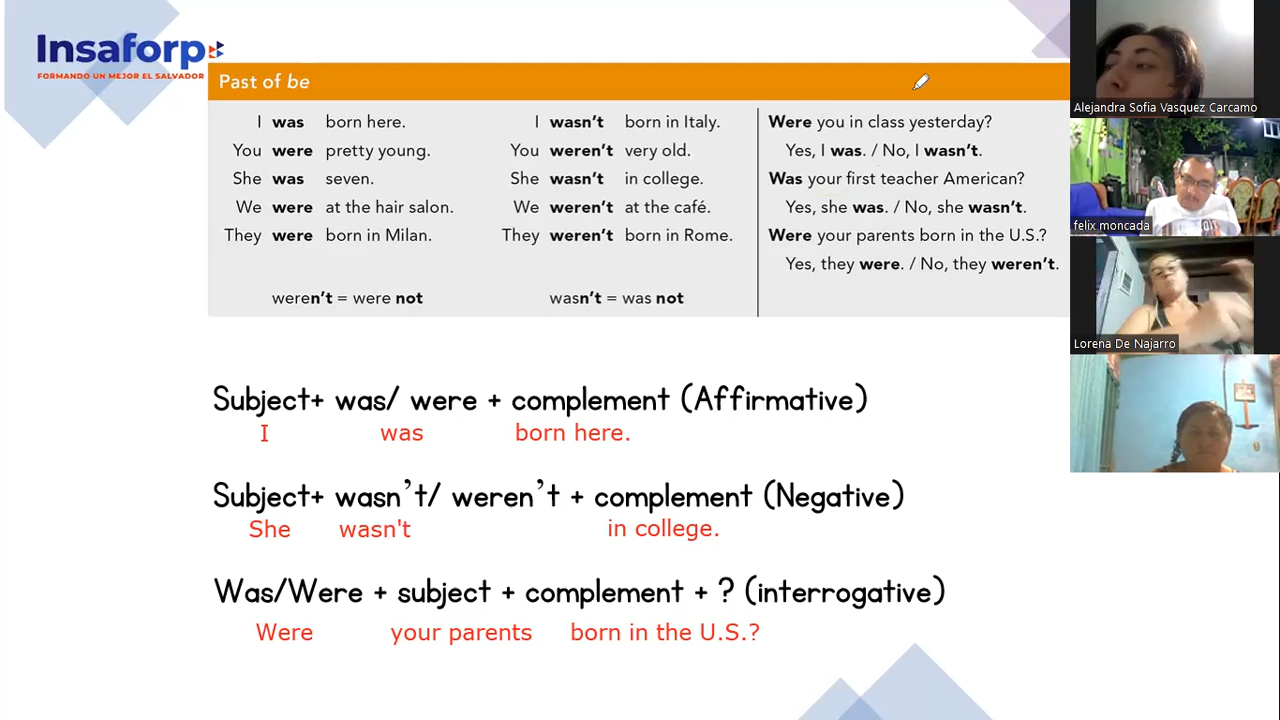 Insaforp
FORMANDO UN MEJOR EL SALVADOR
Past of be
I was born here.
You were pretty young.
She was seven.
We were at the hair salon.
They were born in Milan.
weren't = were not
I wasn't born in Italy.
You weren't very old.
She wasn't in college.
We weren't at the café.
They weren't born in Rome.
wasn't = was not
Were you in class yesterday?
Yes, I was. / No, I wasn't.
Was your first teacher American?
Yes, she was. / No, she wasn't.
Were your parents born in the U.S.?
Yes, they were. / No, they weren't.
Subject+ was/ were + complement (Affirmative)
I was born here.
Subject+ wasn't/ weren't + complement (Negative)
She wasn't in college.
Was/Were + subject + complement + ? (interrogative)
Were your parents born in the U.S.?
Alejandra Sofia Vasquez Carcamo
felix moncada
Lorena De Najarro